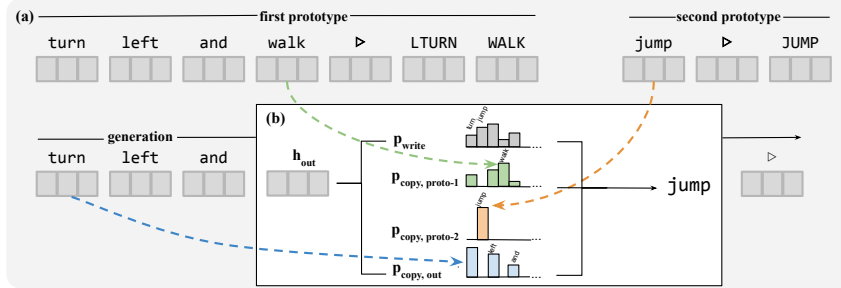 (a) first prototype second prototype
turn left and walk ▷ LTURN WALK jump ▷ JUMP
generation (b)
turn left and h_out p_write turn jump ...
p_copy, proto-1 walk ...
jump ▷
p_copy, proto-2 jump ...
p_copy, out left and ...